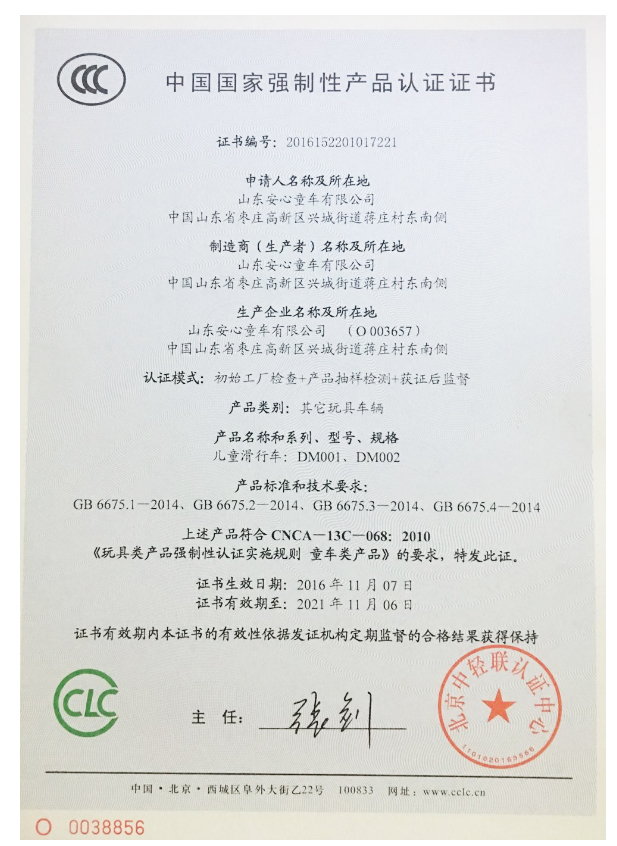 CCC
中国国家强制性产品认证证书
证书编号：2016152201017221
申请人名称及所在地
山东安心童车有限公司
中国山东省枣庄高新区兴城街道蒋庄村东南侧
制造商（生产者）名称及所在地
山东安心童车有限公司
中国山东省枣庄高新区兴城街道蒋庄村东南侧
生产企业名称及所在地
山东安心童车有限公司 （O 003657）
中国山东省枣庄高新区兴城街道蒋庄村东南侧
认证模式：初始工厂检查+产品抽样检测+获证后监督
产品类别：其它玩具车辆
产品名称和系列、型号、规格
儿童滑行车：DM001、DM002
产品标准和技术要求：
GB 6675.1－2014、GB 6675.2－2014、GB 6675.3－2014、GB 6675.4－2014
上述产品符合 CNCA－13C－068：2010
《玩具类产品强制性认证实施规则 童车类产品》的要求，特发此证。
证书生效日期：2016 年 11 月 07 日
证书有效期至：2021 年 11 月 06 日
证书有效期内本证书的有效性依据发证机构定期监督的合格结果获得保持
CLC
主 任：
北京中轻联认证中心
中国·北京·西城区阜外大街乙22号 100833 网址：www.cclc.cn
O 0038856